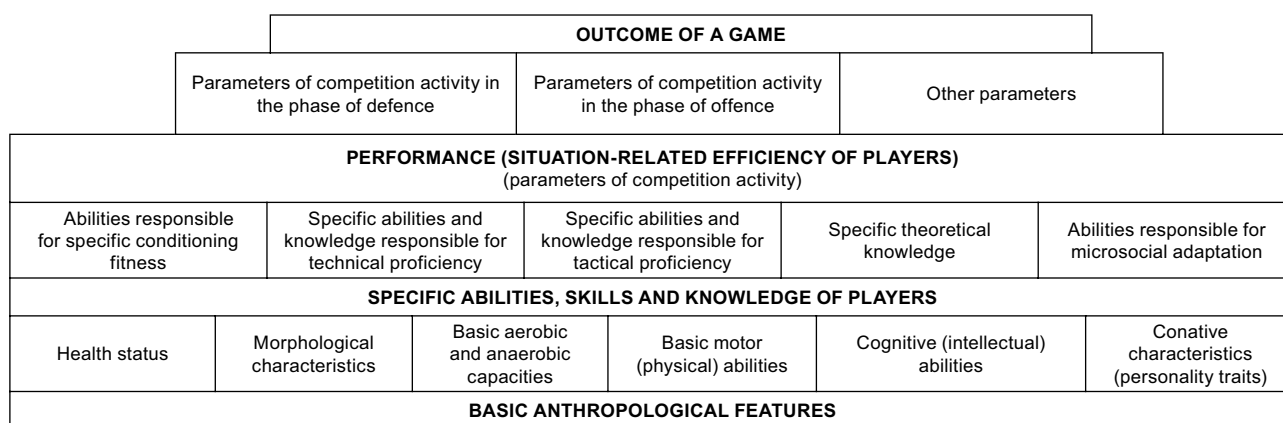 OUTCOME OF A GAME
Parameters of competition activity in
the phase of defence
Parameters of competition activity
in the phase of offence
Other parameters
PERFORMANCE (SITUATION-RELATED EFFICIENCY OF PLAYERS)
(parameters of competition activity)
Abilities responsible
for specific conditioning
fitness
Specific abilities and
knowledge responsible for
technical proficiency
Specific abilities and
knowledge responsible for
tactical proficiency
Specific theoretical
knowledge
Abilities responsible for
microsocial adaptation
SPECIFIC ABILITIES, SKILLS AND KNOWLEDGE OF PLAYERS
Health status
Morphological
characteristics
Basic aerobic
and anaerobic
capacities
Basic motor
(physical) abilities
Cognitive (intellectual)
abilities
Conative
characteristics
(personality traits)
BASIC ANTHROPOLOGICAL FEATURES